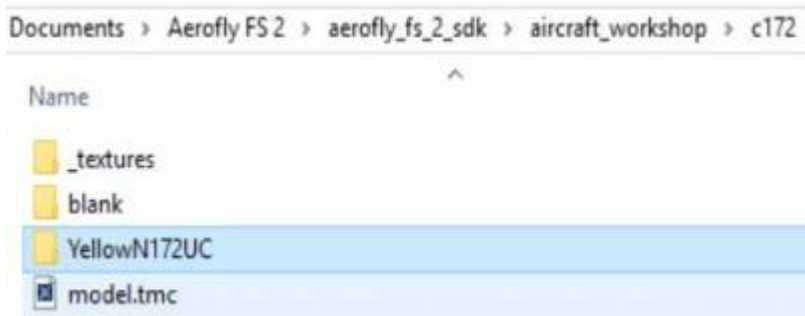 Documents > Aerofly FS 2 > aerofly_fs_2_sdk > aircraft_workshop > c172
Name
_textures
blank
YellowN172UC
model.tmc